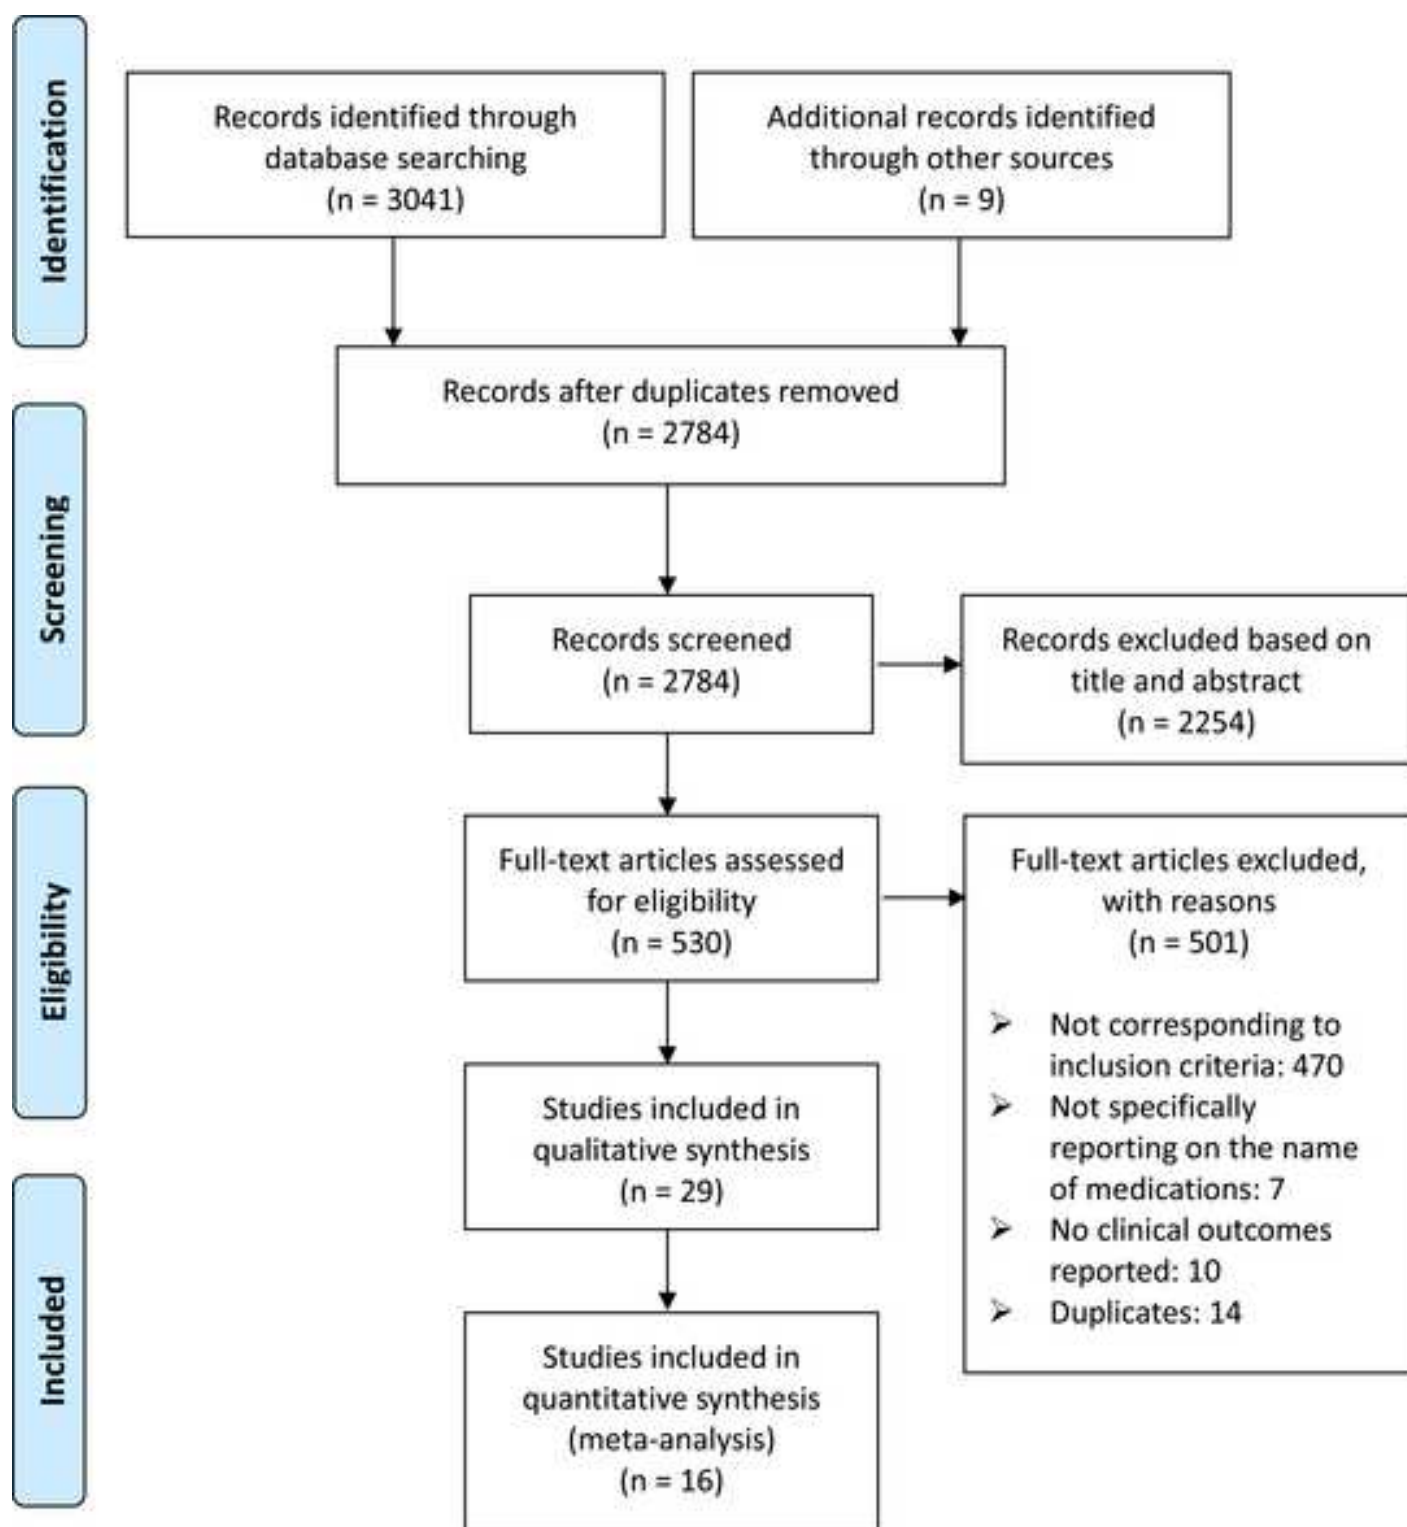 Identification
Records identified through
database searching
(n = 3041)
Additional records identified
through other sources
(n = 9)
Records after duplicates removed
(n = 2784)
Screening
Records screened
(n = 2784)
Records excluded based on
title and abstract
(n = 2254)
Eligibility
Full-text articles assessed
for eligibility
(n = 530)
Full-text articles excluded,
with reasons
(n = 501)
➢ Not corresponding to
inclusion criteria: 470
➢ Not specifically
reporting on the name
of medications: 7
➢ No clinical outcomes
reported: 10
➢ Duplicates: 14
Studies included in
qualitative synthesis
(n = 29)
Included
Studies included in
quantitative synthesis
(meta-analysis)
(n = 16)